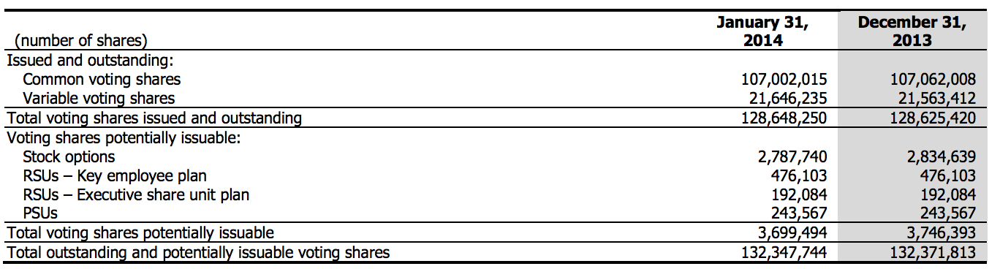 January 31, December 31,
(number of shares) 2014 2013
Issued and outstanding:
Common voting shares 107,002,015 107,062,008
Variable voting shares 21,646,235 21,563,412
Total voting shares issued and outstanding 128,648,250 128,625,420
Voting shares potentially issuable:
Stock options 2,787,740 2,834,639
RSUs – Key employee plan 476,103 476,103
RSUs – Executive share unit plan 192,084 192,084
PSUs 243,567 243,567
Total voting shares potentially issuable 3,699,494 3,746,393
Total outstanding and potentially issuable voting shares 132,347,744 132,371,813